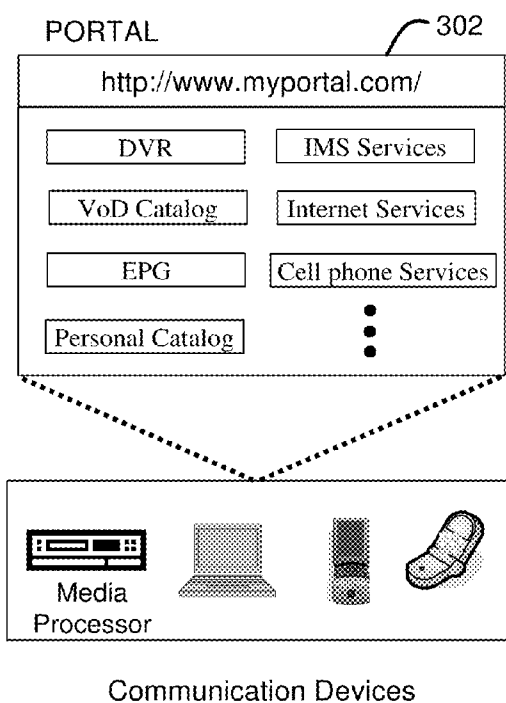 PORTAL
302
http://www.myportal.com/
DVR
IMS Services
VoD Catalog
Internet Services
EPG
Cell phone Services
Personal Catalog
Media
Processor
Communication Devices